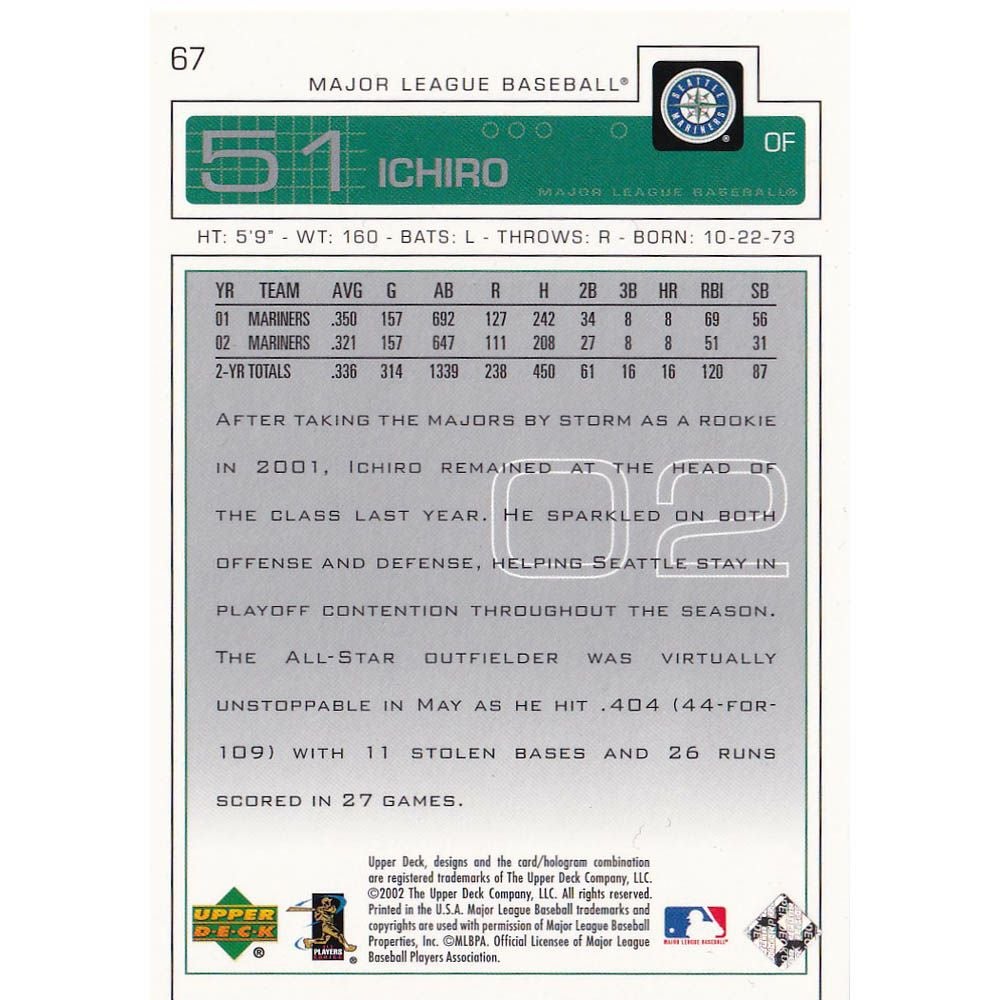 67
MAJOR LEAGUE BASEBALL®
SEATTLE MARINERS ®
51 ICHIRO
OF
MAJOR LEAGUE BASEBALL®
HT: 5'9" - WT: 160 - BATS: L - THROWS: R - BORN: 10-22-73
YR TEAM AVG G AB R H 2B 3B HR RBI SB
01 MARINERS .350 157 692 127 242 34 8 8 69 56
02 MARINERS .321 157 647 111 208 27 8 8 51 31
2-YR TOTALS .336 314 1339 238 450 61 16 16 120 87
02
AFTER TAKING THE MAJORS BY STORM AS A ROOKIE
IN 2001, ICHIRO REMAINED AT THE HEAD OF
THE CLASS LAST YEAR. HE SPARKLED ON BOTH
OFFENSE AND DEFENSE, HELPING SEATTLE STAY IN
PLAYOFF CONTENTION THROUGHOUT THE SEASON.
THE ALL-STAR OUTFIELDER WAS VIRTUALLY
UNSTOPPABLE IN MAY AS HE HIT .404 (44-FOR-
109) WITH 11 STOLEN BASES AND 26 RUNS
SCORED IN 27 GAMES.
Upper Deck, designs and the card/hologram combination
are registered trademarks of The Upper Deck Company, LLC.
©2002 The Upper Deck Company, LLC. All rights reserved.
Printed in the U.S.A. Major League Baseball trademarks and
copyrights are used with permission of Major League Baseball
Properties, Inc. ©MLBPA. Official Licensee of Major League
Baseball Players Association.
UPPER
D·E·C·K
®
PLAYERS
CHOICE
®
MAJOR LEAGUE BASEBALL®